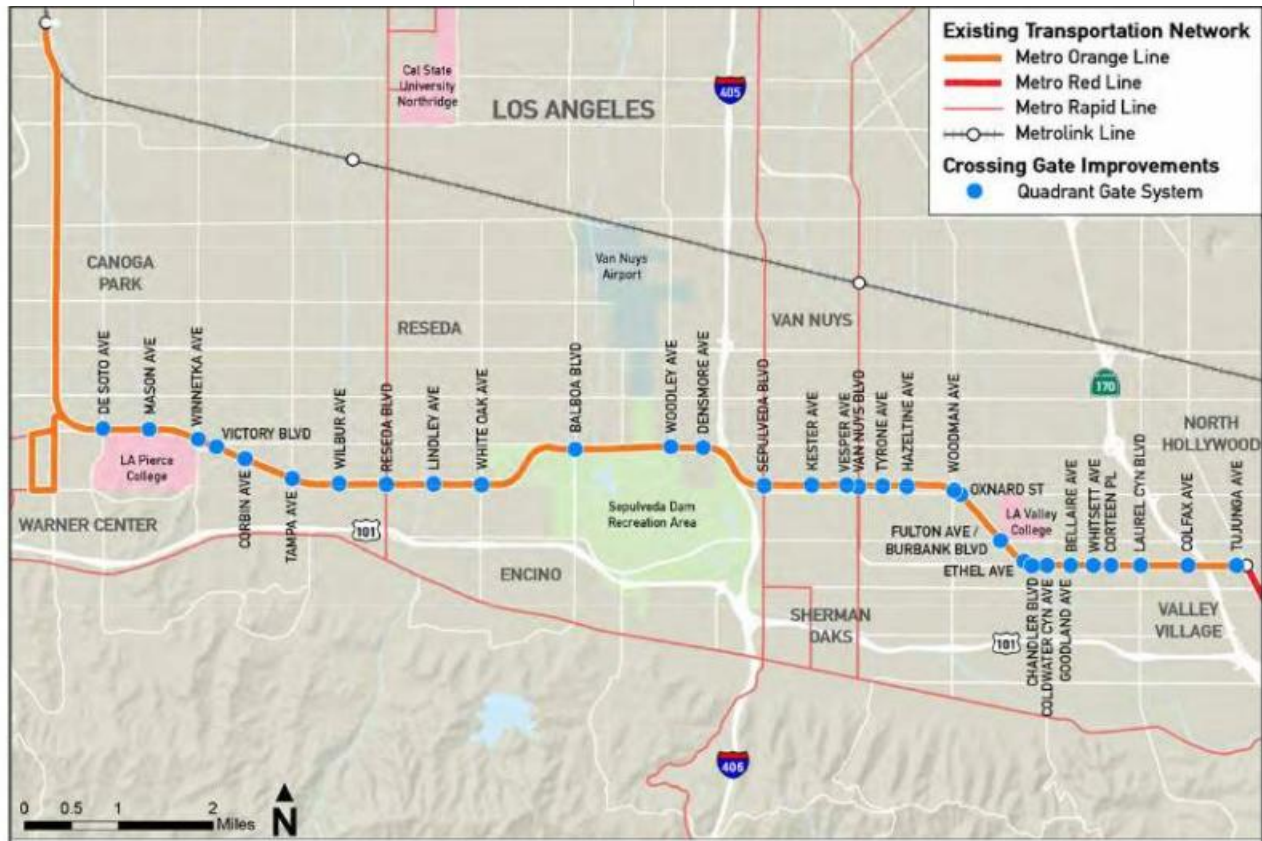 Existing Transportation Network
Metro Orange Line
Metro Red Line
Metro Rapid Line
Metrolink Line
Crossing Gate Improvements
Quadrant Gate System
Cal State
University
Northridge
LOS ANGELES
405
CANOGA
PARK
Van Nuys
Airport
RESEDA
VAN NUYS
170
NORTH
HOLLYWOOD
DE SOTO AVE
MASON AVE
WINNETKA AVE
VICTORY BLVD
CORBIN AVE
TAMPA AVE
WILBUR AVE
RESEDA BLVD
LINDLEY AVE
WHITE OAK AVE
BALBOA BLVD
WOODLEY AVE
DENSMORE AVE
SEPULVEDA BLVD
KESTER AVE
VESPER AVE
VAN NUYS BLVD
TYRONE AVE
HAZELTINE AVE
WOODMAN AVE
OXNARD ST
LA Pierce
College
LA Valley
College
Sepulveda Dam
Recreation Area
FULTON AVE /
BURBANK BLVD
ETHEL AVE
CHANDLER BLVD
COLDWATER CYN AVE
GOODLAND AVE
BELLAIRE AVE
WHITSETT AVE
CORTEEN PL
LAUREL CYN BLVD
COLFAX AVE
TUJUNGA AVE
WARNER CENTER
101
ENCINO
SHERMAN
OAKS
101
VALLEY
VILLAGE
406
0 0.5 1 2
Miles
N